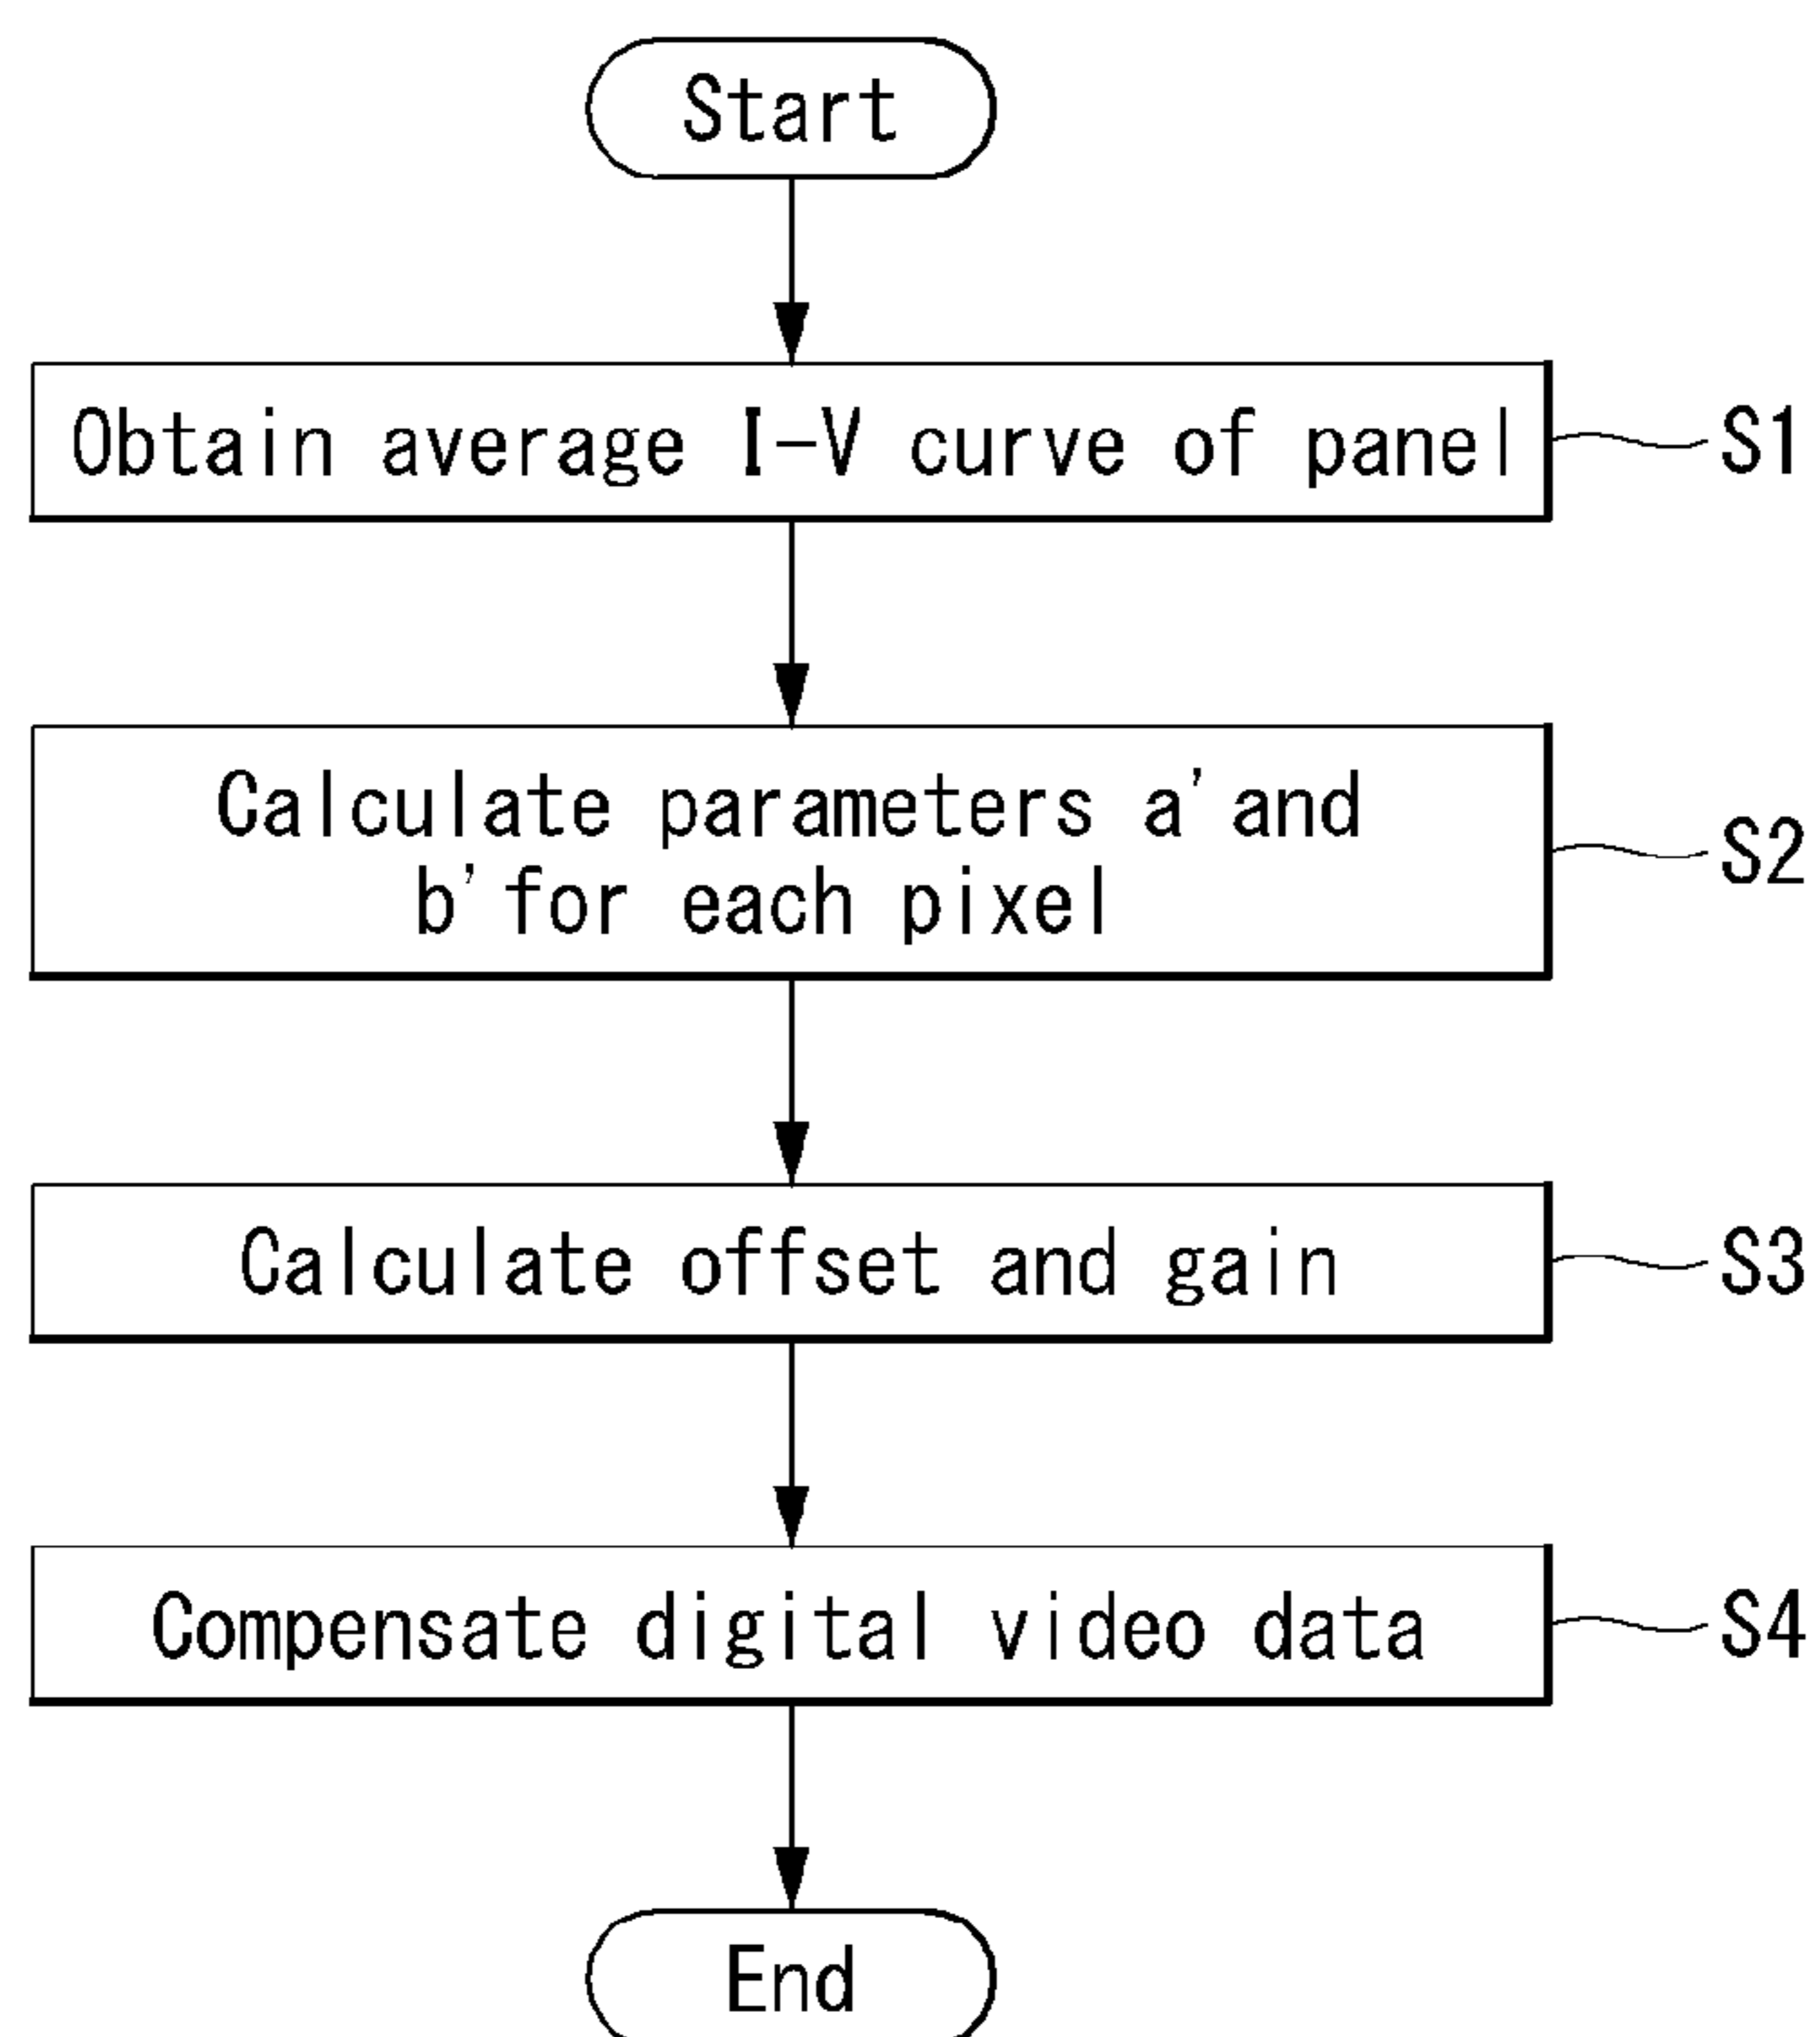 Start
Obtain average I-V curve of panel
S1
Calculate parameters a' and
b' for each pixel
S2
Calculate offset and gain
S3
Compensate digital video data
S4
End